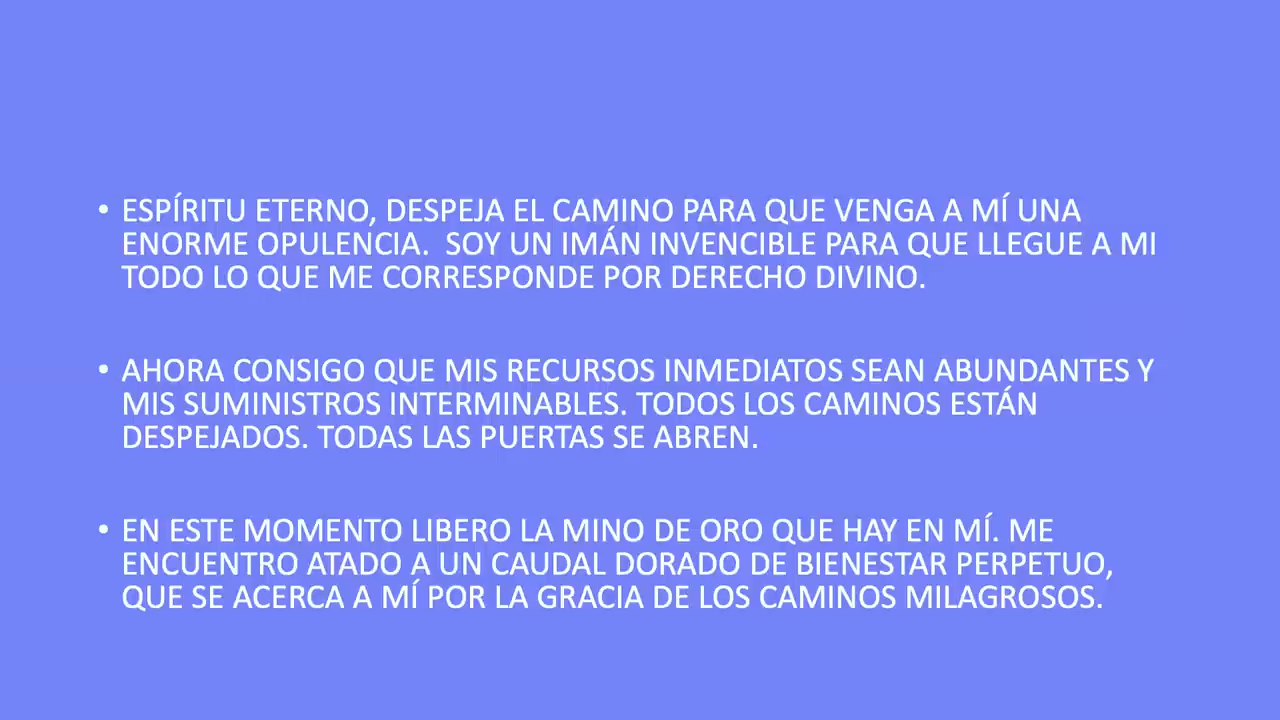 • ESPÍRITU ETERNO, DESPEJA EL CAMINO PARA QUE VENGA A MÍ UNA
ENORME OPULENCIA.  SOY UN IMÁN INVENCIBLE PARA QUE LLEGUE A MI
TODO LO QUE ME CORRESPONDE POR DERECHO DIVINO.
• AHORA CONSIGO QUE MIS RECURSOS INMEDIATOS SEAN ABUNDANTES Y
MIS SUMINISTROS INTERMINABLES. TODOS LOS CAMINOS ESTÁN
DESPEJADOS. TODAS LAS PUERTAS SE ABREN.
• EN ESTE MOMENTO LIBERO LA MINO DE ORO QUE HAY EN MÍ. ME
ENCUENTRO ATADO A UN CAUDAL DORADO DE BIENESTAR PERPETUO,
QUE SE ACERCA A MÍ POR LA GRACIA DE LOS CAMINOS MILAGROSOS.